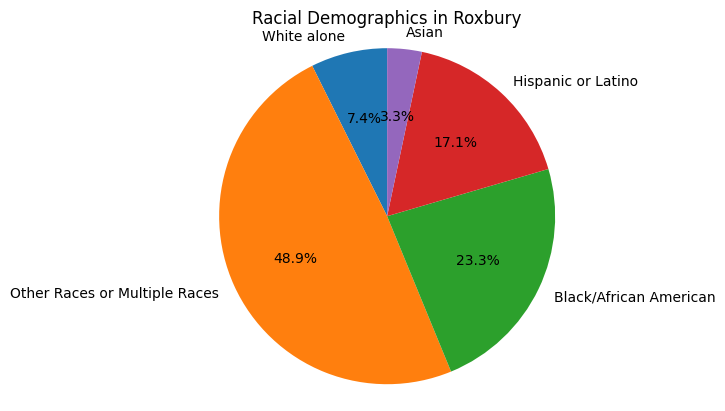 Racial Demographics in Roxbury
Asian
White alone
Hispanic or Latino
7.4%
3.3%
17.1%
48.9%
23.3%
Other Races or Multiple Races
Black/African American